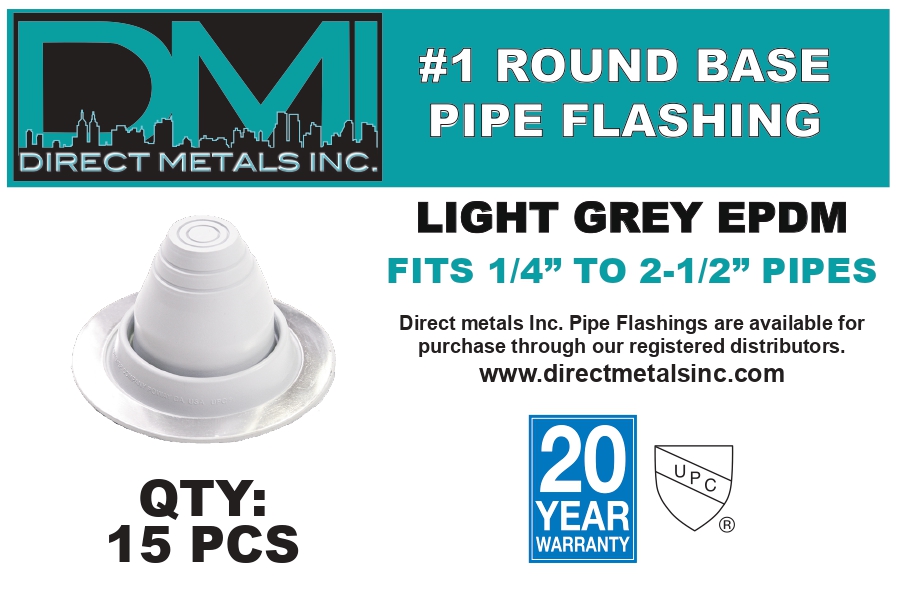 DMI
DIRECT METALS INC.
#1 ROUND BASE
PIPE FLASHING
LIGHT GREY EPDM
FITS 1/4” TO 2-1/2” PIPES
Direct metals Inc. Pipe Flashings are available for
purchase through our registered distributors.
www.directmetalsinc.com
QTY:
15 PCS
20
YEAR
WARRANTY
UPC
®